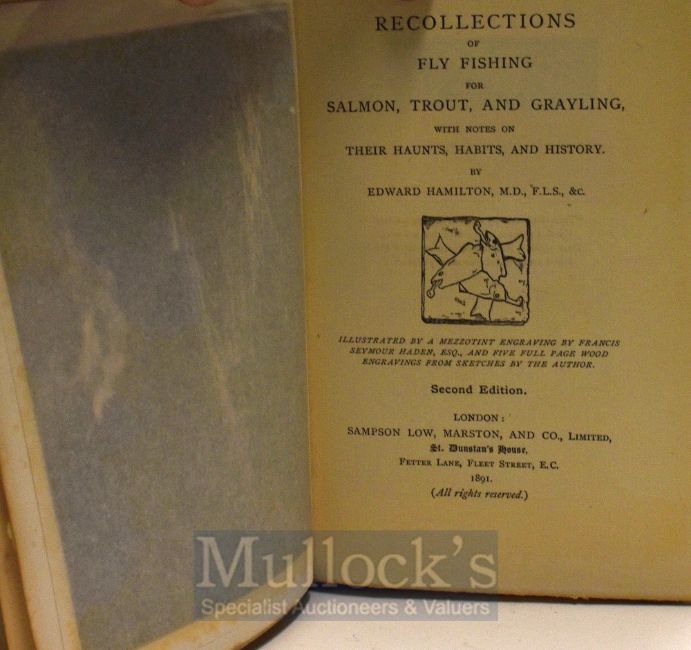 RECOLLECTIONS
OF
FLY FISHING
FOR
SALMON, TROUT, AND GRAYLING,
WITH NOTES ON
THEIR HAUNTS, HABITS, AND HISTORY.
BY
EDWARD HAMILTON, M.D., F.L.S., &c.
ILLUSTRATED BY A MEZZOTINT ENGRAVING BY FRANCIS
SEYMOUR HADEN, ESQ., AND FIVE FULL PAGE WOOD
ENGRAVINGS FROM SKETCHES BY THE AUTHOR.
Second Edition.
LONDON:
SAMPSON LOW, MARSTON, AND CO., LIMITED,
St. Dunstan's House,
FETTER LANE, FLEET STREET, E.C.
1891.
(All rights reserved.)
Mullock's
Specialist Auctioneers & Valuers